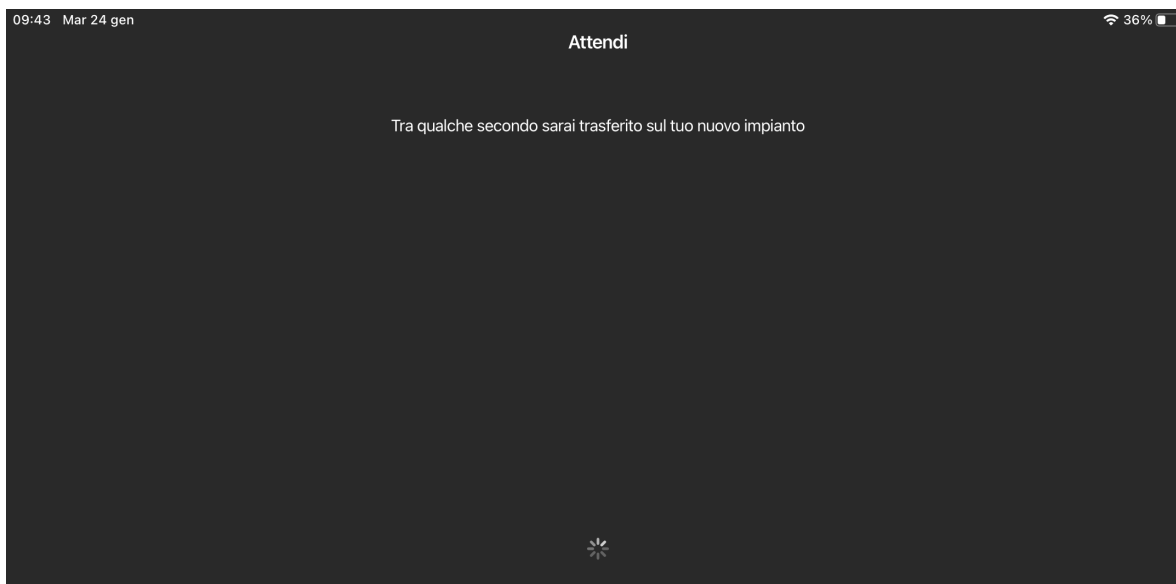 09:43 Mar 24 gen 36%
Attendi
Tra qualche secondo sarai trasferito sul tuo nuovo impianto